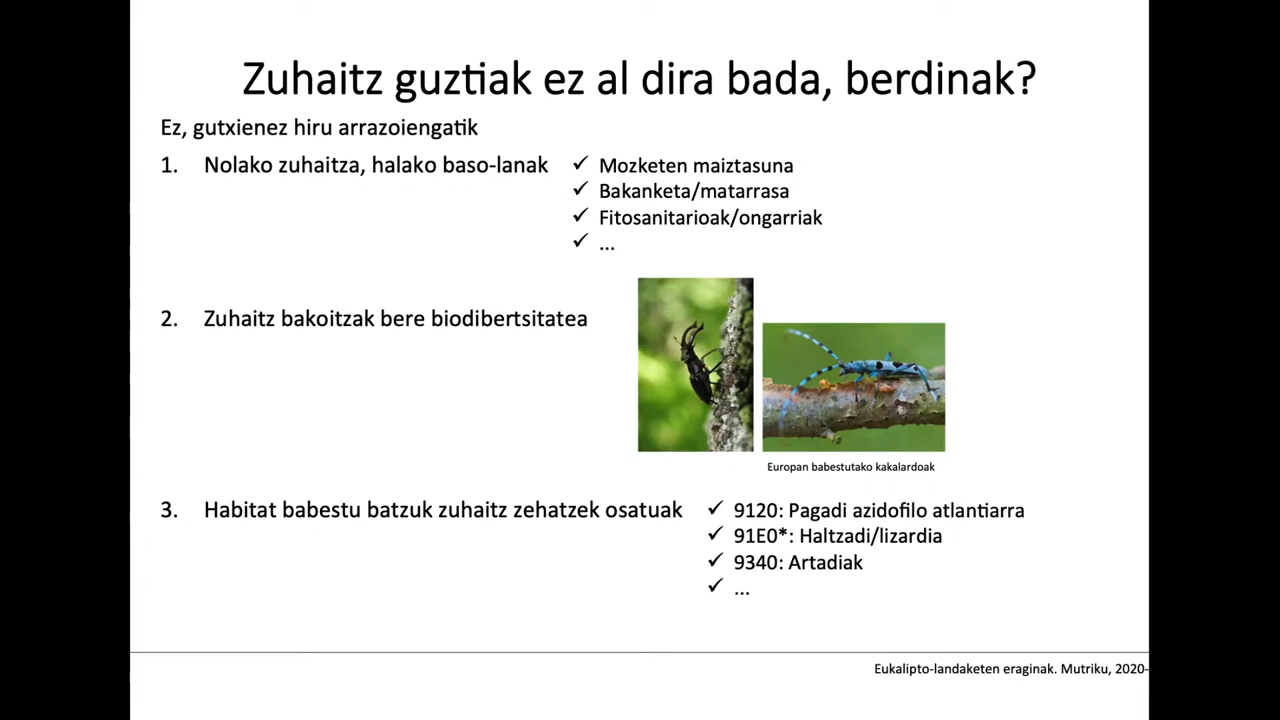 Zuhaitz guztiak ez al dira bada, berdinak?
Ez, gutxienez hiru arrazoiengatik
1. Nolako zuhaitza, halako baso-lanak
✓ Mozketen maiztasuna
✓ Bakanketa/matarrasa
✓ Fitosanitarioak/ongarriak
✓ ...
2. Zuhaitz bakoitzak bere biodibertsitatea
Europan babestutako kakalardoak
3. Habitat babestu batzuk zuhaitz zehatzek osatuak
✓ 9120: Pagadi azidofilo atlantiarra
✓ 91E0*: Haltzadi/lizardia
✓ 9340: Artadiak
✓ ...
Eukalipto-landaketen eraginak. Mutriku, 2020-